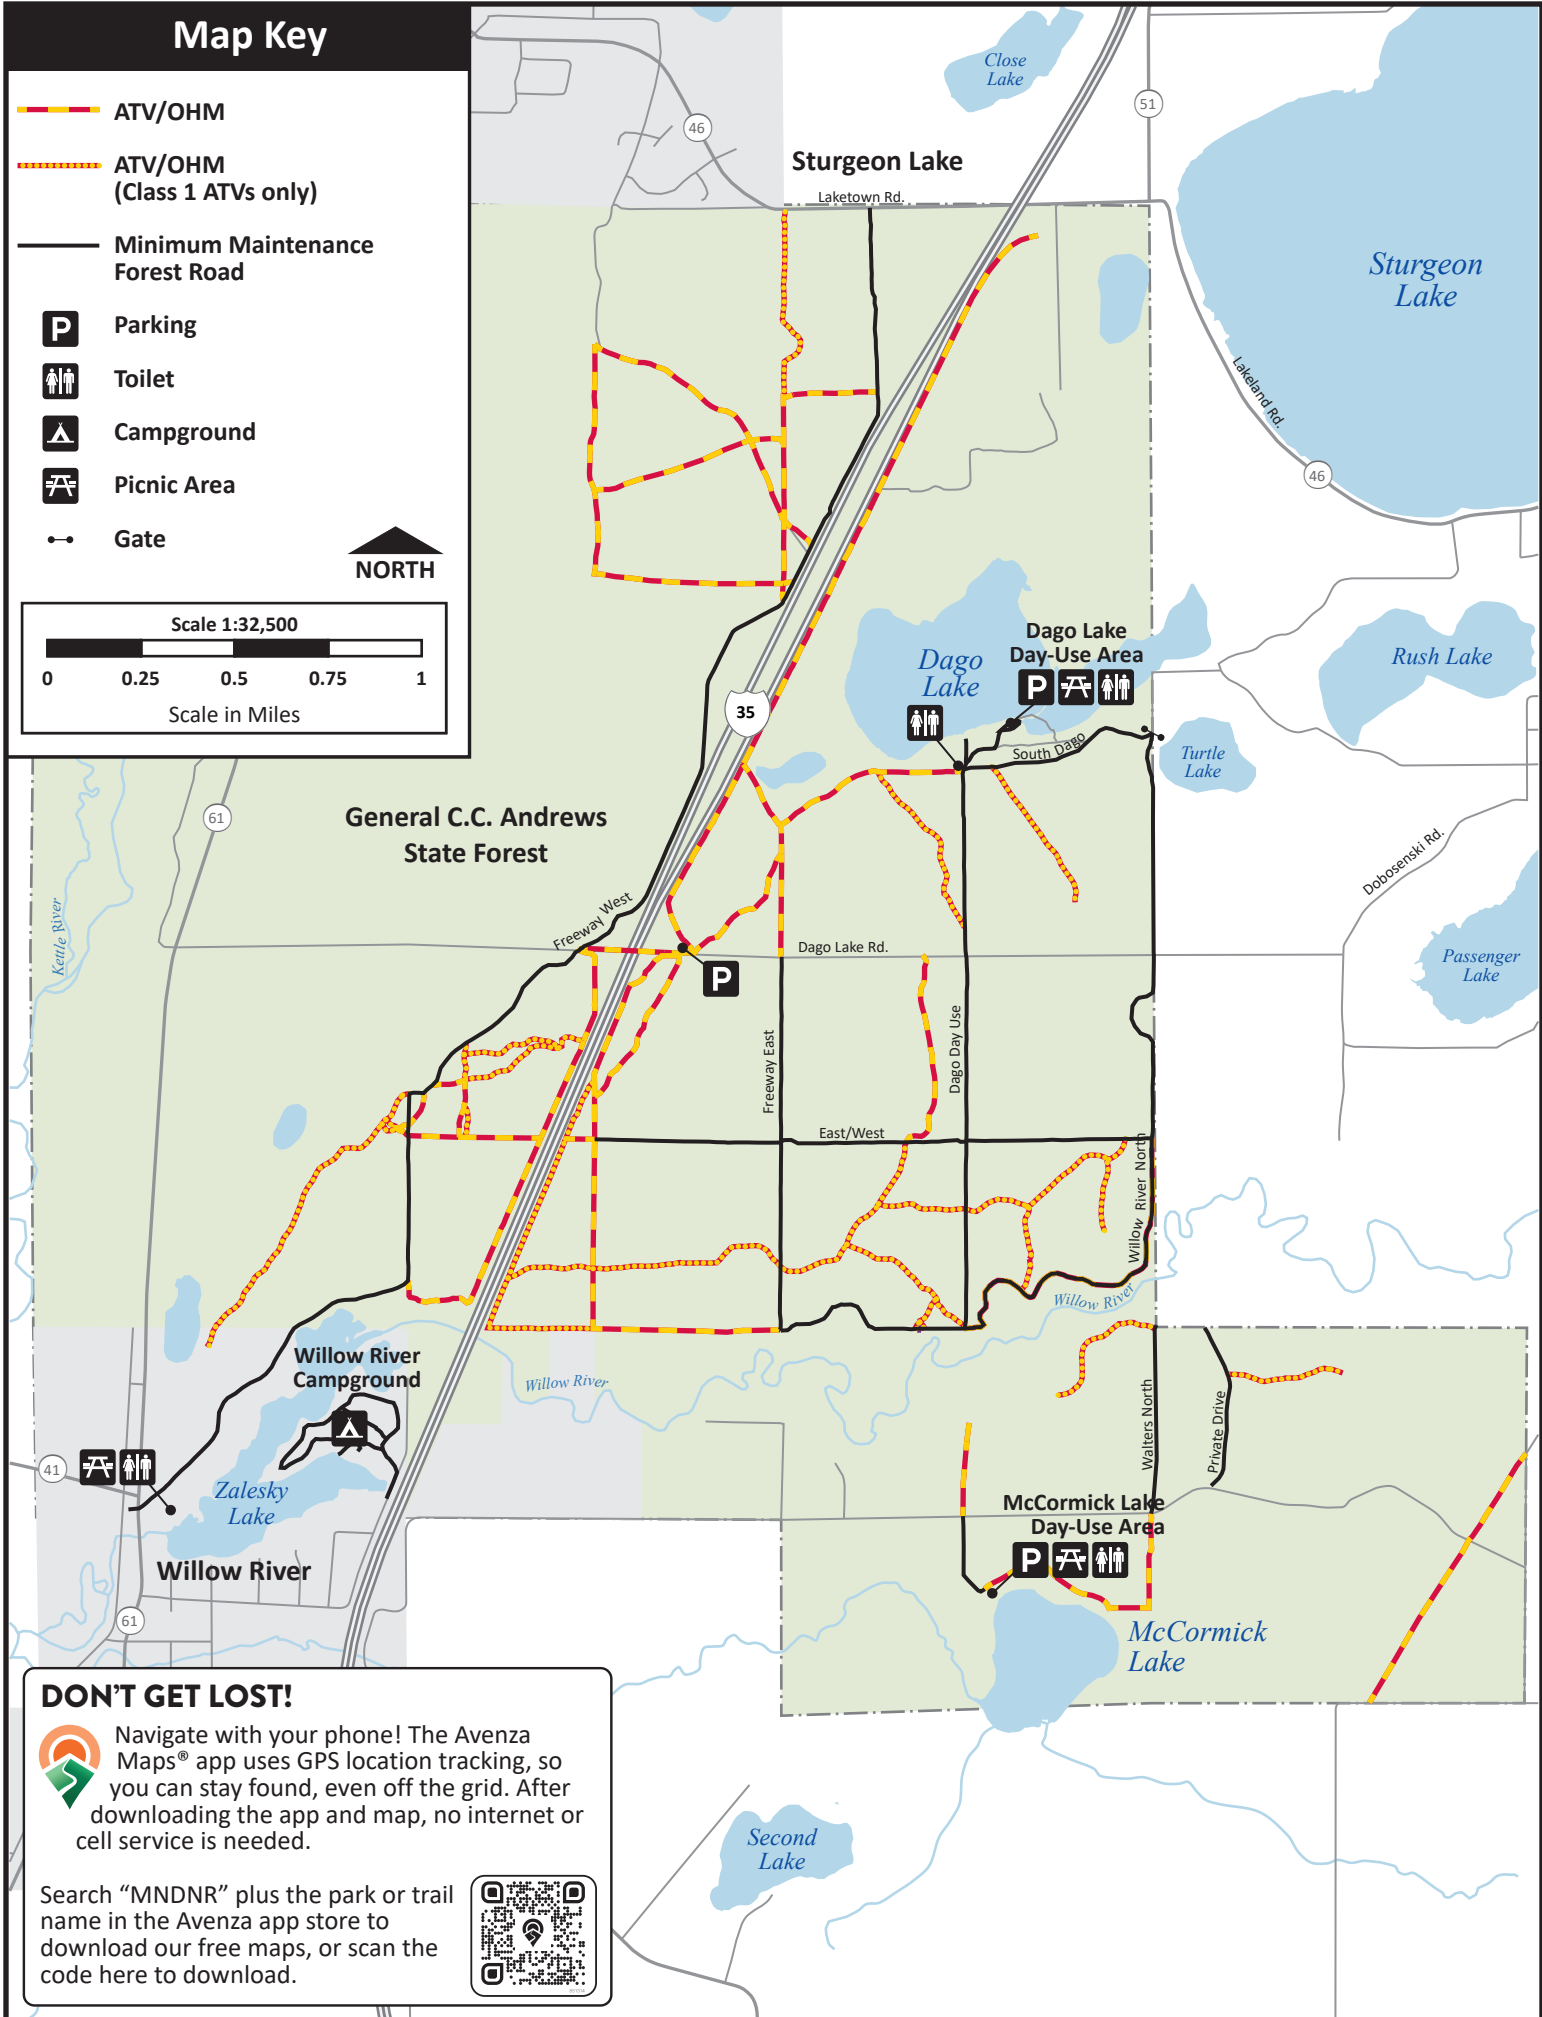 Map Key
ATV/OHM
ATV/OHM
(Class 1 ATVs only)
Minimum Maintenance
Forest Road
P
Parking
Toilet
Campground
Picnic Area
Gate
NORTH
Scale 1:32,500
0 0.25 0.5 0.75 1
Scale in Miles
Close
Lake
51
46
Sturgeon Lake
Laketown Rd.
Sturgeon
Lake
Lakeland Rd.
46
Dago Lake
Day-Use Area
P
Dago
Lake
Rush Lake
35
South Dago
Turtle
Lake
61
General C.C. Andrews
State Forest
Dobosenski Rd.
Kettle River
Freeway West
Dago Lake Rd.
P
Passenger
Lake
Freeway East
Dago Day Use
East/West
Willow River North
Willow River
Willow River
Campground
Willow River
Walters North
Private Drive
41
Zalesky
Lake
McCormick Lake
Day-Use Area
P
Willow River
61
McCormick
Lake
DON'T GET LOST!
Navigate with your phone! The Avenza
Maps® app uses GPS location tracking, so
you can stay found, even off the grid. After
downloading the app and map, no internet or
cell service is needed.
Search “MNDNR” plus the park or trail
name in the Avenza app store to
download our free maps, or scan the
code here to download.
Second
Lake